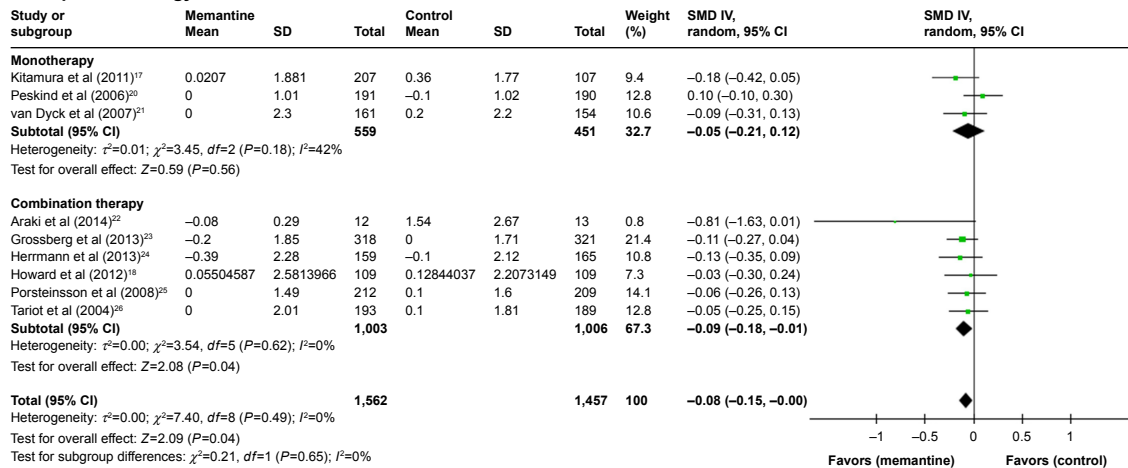 Study or subgroup Memantine Mean SD Total Control Mean SD Total Weight (%) SMD IV, random, 95% CI SMD IV, random, 95% CI
Monotherapy
Kitamura et al (2011)¹⁷ 0.0207 1.881 207 0.36 1.77 107 9.4 –0.18 (–0.42, 0.05)
Peskind et al (2006)²⁰ 0 1.01 191 –0.1 1.02 190 12.8 0.10 (–0.10, 0.30)
van Dyck et al (2007)²¹ 0 2.3 161 0.2 2.2 154 10.6 –0.09 (–0.31, 0.13)
Subtotal (95% CI) 559 451 32.7 –0.05 (–0.21, 0.12)
Heterogeneity: τ²=0.01; χ²=3.45, df=2 (P=0.18); I²=42%
Test for overall effect: Z=0.59 (P=0.56)
Combination therapy
Araki et al (2014)²² –0.08 0.29 12 1.54 2.67 13 0.8 –0.81 (–1.63, 0.01)
Grossberg et al (2013)²³ –0.2 1.85 318 0 1.71 321 21.4 –0.11 (–0.27, 0.04)
Herrmann et al (2013)²⁴ –0.39 2.28 159 –0.1 2.12 165 10.8 –0.13 (–0.35, 0.09)
Howard et al (2012)¹⁸ 0.05504587 2.5813966 109 0.12844037 2.2073149 109 7.3 –0.03 (–0.30, 0.24)
Porsteinsson et al (2008)²⁵ 0 1.49 212 0.1 1.6 209 14.1 –0.06 (–0.26, 0.13)
Tariot et al (2004)²⁶ 0 2.01 193 0.1 1.81 189 12.8 –0.05 (–0.25, 0.15)
Subtotal (95% CI) 1,003 1,006 67.3 –0.09 (–0.18, –0.01)
Heterogeneity: τ²=0.00; χ²=3.54, df=5 (P=0.62); I²=0%
Test for overall effect: Z=2.08 (P=0.04)
Total (95% CI) 1,562 1,457 100 –0.08 (–0.15, –0.00)
Heterogeneity: τ²=0.00; χ²=7.40, df=8 (P=0.49); I²=0%
Test for overall effect: Z=2.09 (P=0.04)
Test for subgroup differences: χ²=0.21, df=1 (P=0.65); I²=0%
–1 –0.5 0 0.5 1
Favors (memantine) Favors (control)